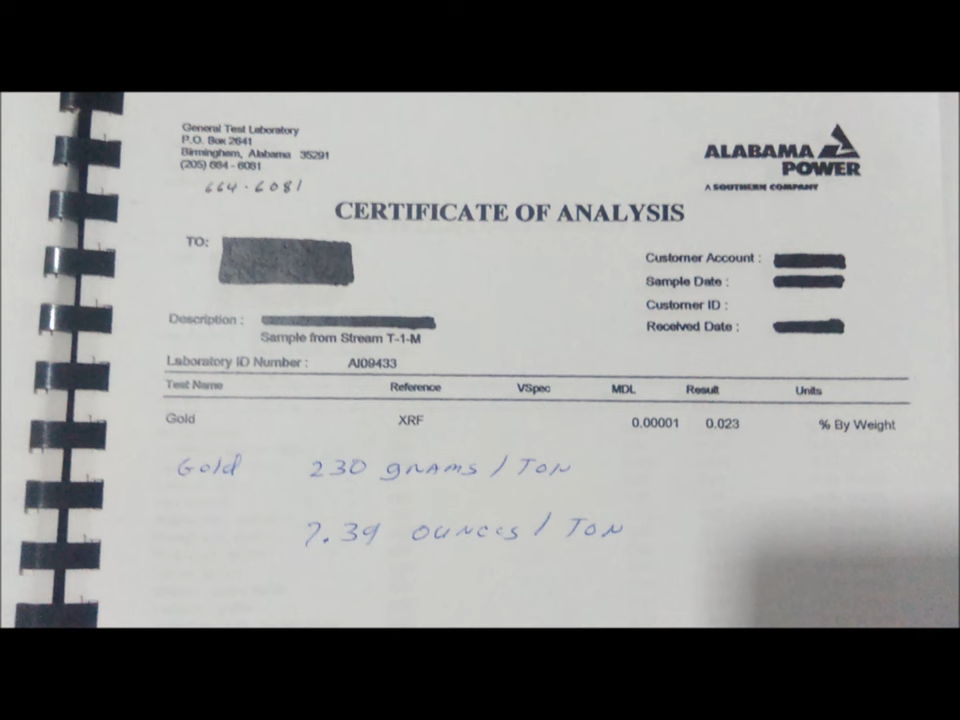 General Test Laboratory
P.O. Box 2641
Birmingham, Alabama 35291
(205) 664 - 6081
664-6081
ALABAMA
POWER
A SOUTHERN COMPANY
CERTIFICATE OF ANALYSIS
TO:
Customer Account :
Sample Date :
Customer ID :
Received Date :
Description :
Sample from Stream T-1-M
Laboratory ID Number : AI09433
Test Name Reference VSpec MDL Result Units
Gold XRF 0.00001 0.023 % By Weight
Gold 230 grams / Ton
7.39 ounces / Ton